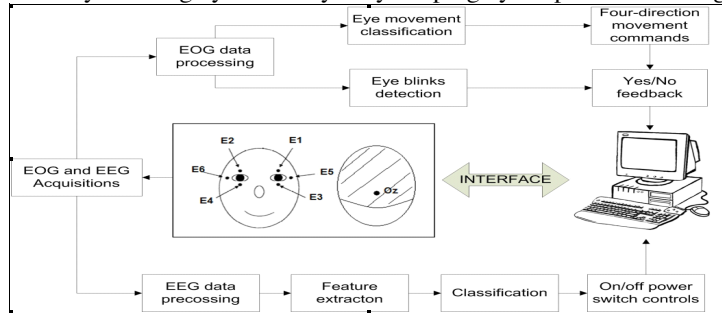 Eye movement
classification
Four-direction
movement
commands
EOG data
processing
Eye blinks
detection
Yes/No
feedback
E2
E1
E6
E5
EOG and EEG
Acquisitions
Oz
INTERFACE
E4
E3
EEG data
precossing
Feature
extracton
Classification
On/off power
switch controls